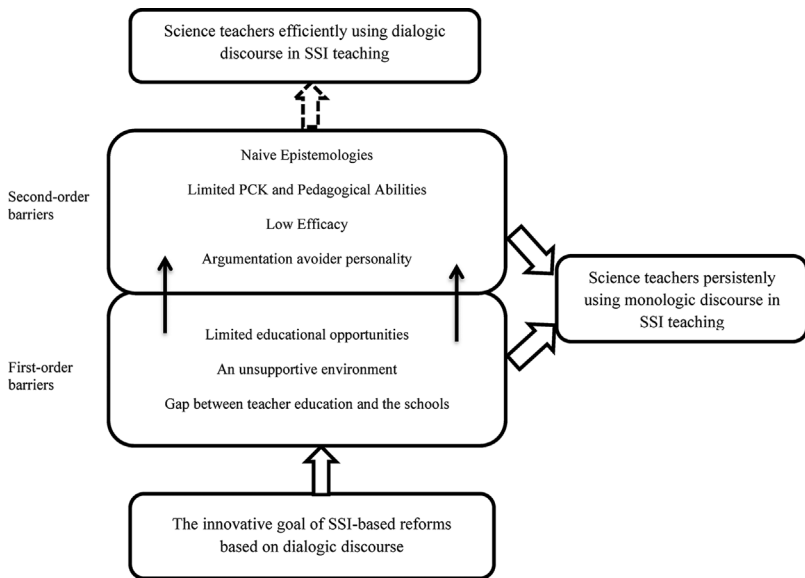 Science teachers efficiently using dialogic
discourse in SSI teaching
Second-order
barriers
Naive Epistemologies
Limited PCK and Pedagogical Abilities
Low Efficacy
Argumentation avoider personality
Science teachers persistenly
using monologic discourse in
SSI teaching
First-order
barriers
Limited educational opportunities
An unsupportive environment
Gap between teacher education and the schools
The innovative goal of SSI-based reforms
based on dialogic discourse